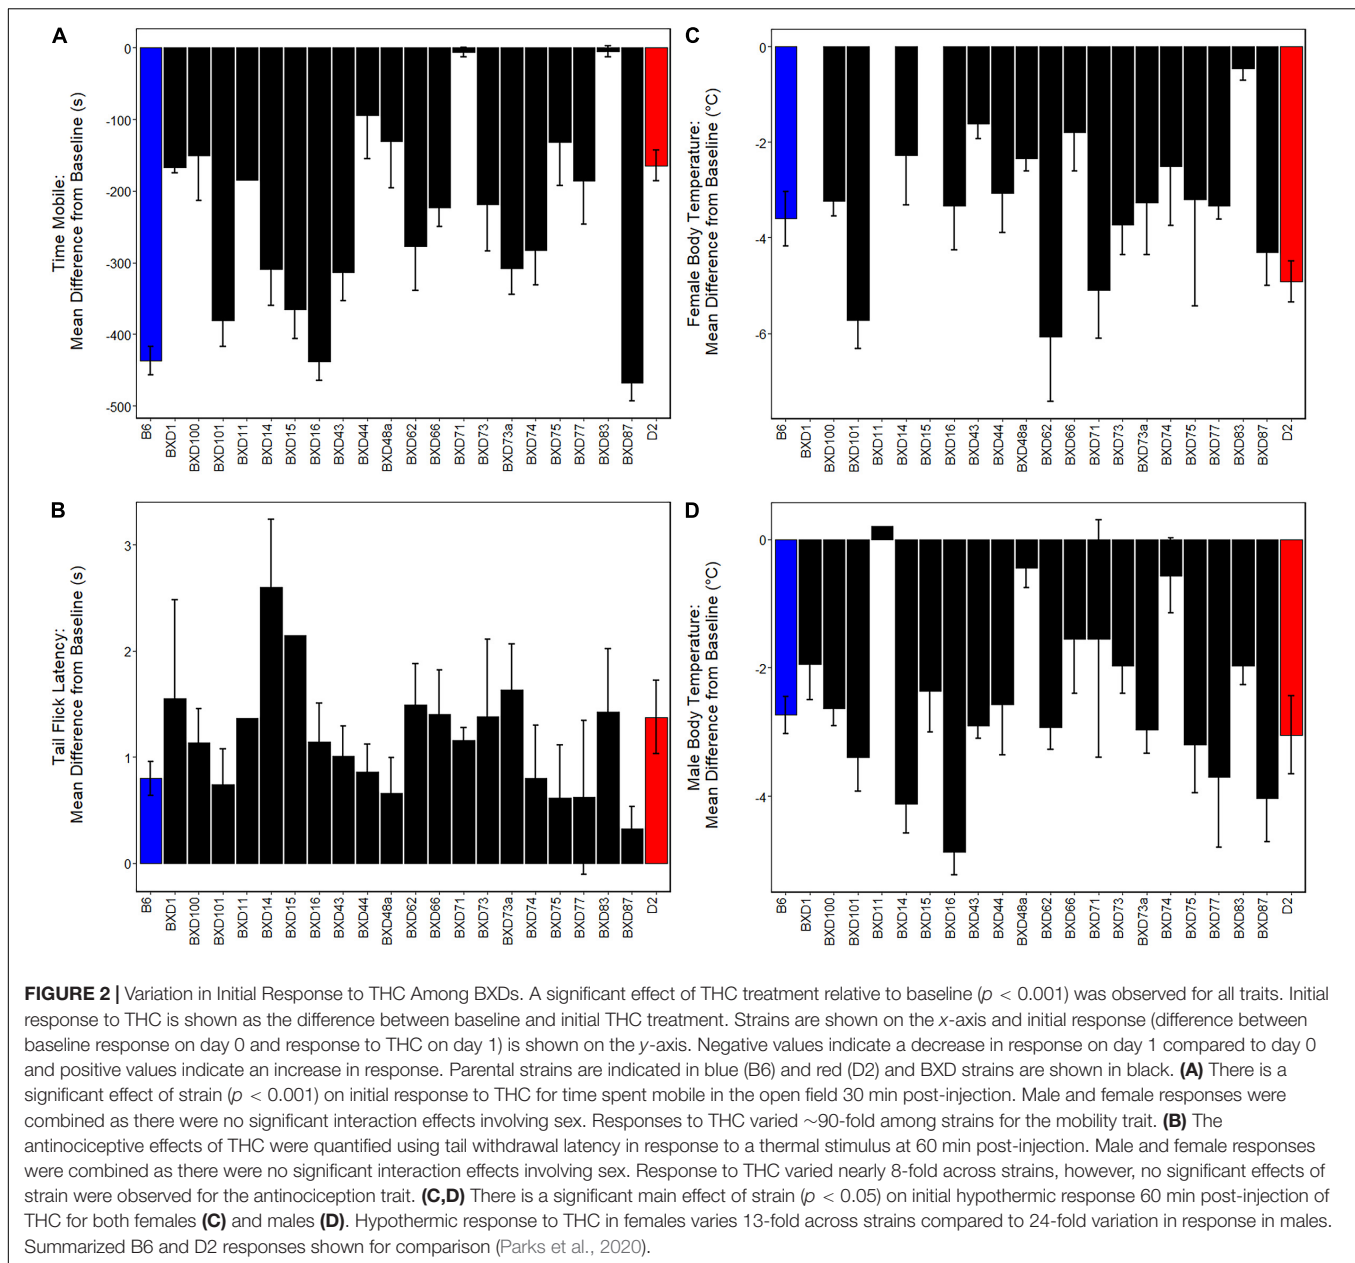 A
Time Mobile:
Mean Difference from Baseline (s)
0
-100
-200
-300
-400
-500
B6
BXD1
BXD100
BXD101
BXD11
BXD14
BXD15
BXD16
BXD43
BXD44
BXD48a
BXD62
BXD66
BXD71
BXD73
BXD73a
BXD74
BXD75
BXD77
BXD83
BXD87
D2
C
Female Body Temperature:
Mean Difference from Baseline (°C)
0
-2
-4
-6
B6
BXD1
BXD100
BXD101
BXD11
BXD14
BXD15
BXD16
BXD43
BXD44
BXD48a
BXD62
BXD66
BXD71
BXD73
BXD73a
BXD74
BXD75
BXD77
BXD83
BXD87
D2
B
Tail Flick Latency:
Mean Difference from Baseline (s)
3
2
1
0
B6
BXD1
BXD100
BXD101
BXD11
BXD14
BXD15
BXD16
BXD43
BXD44
BXD48a
BXD62
BXD66
BXD71
BXD73
BXD73a
BXD74
BXD75
BXD77
BXD83
BXD87
D2
D
Male Body Temperature:
Mean Difference from Baseline (°C)
0
-2
-4
B6
BXD1
BXD100
BXD101
BXD11
BXD14
BXD15
BXD16
BXD43
BXD44
BXD48a
BXD62
BXD66
BXD71
BXD73
BXD73a
BXD74
BXD75
BXD77
BXD83
BXD87
D2
FIGURE 2 | Variation in Initial Response to THC Among BXDs. A significant effect of THC treatment relative to baseline (p < 0.001) was observed for all traits. Initial
response to THC is shown as the difference between baseline and initial THC treatment. Strains are shown on the x-axis and initial response (difference between
baseline response on day 0 and response to THC on day 1) is shown on the y-axis. Negative values indicate a decrease in response on day 1 compared to day 0
and positive values indicate an increase in response. Parental strains are indicated in blue (B6) and red (D2) and BXD strains are shown in black. (A) There is a
significant effect of strain (p < 0.001) on initial response to THC for time spent mobile in the open field 30 min post-injection. Male and female responses were
combined as there were no significant interaction effects involving sex. Responses to THC varied ~90-fold among strains for the mobility trait. (B) The
antinociceptive effects of THC were quantified using tail withdrawal latency in response to a thermal stimulus at 60 min post-injection. Male and female responses
were combined as there were no significant interaction effects involving sex. Response to THC varied nearly 8-fold across strains, however, no significant effects of
strain were observed for the antinociception trait. (C,D) There is a significant main effect of strain (p < 0.05) on initial hypothermic response 60 min post-injection of
THC for both females (C) and males (D). Hypothermic response to THC in females varies 13-fold across strains compared to 24-fold variation in response in males.
Summarized B6 and D2 responses shown for comparison (Parks et al., 2020).